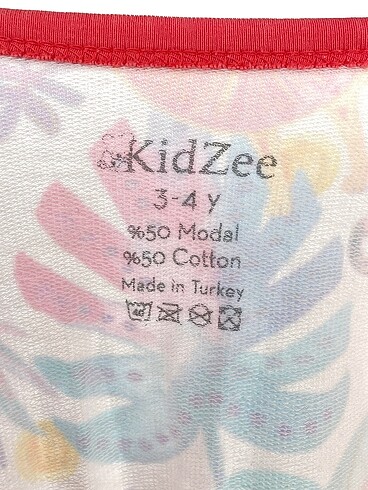 KidZee
3-4 y
%50 Modal
%50 Cotton
Made in Turkey